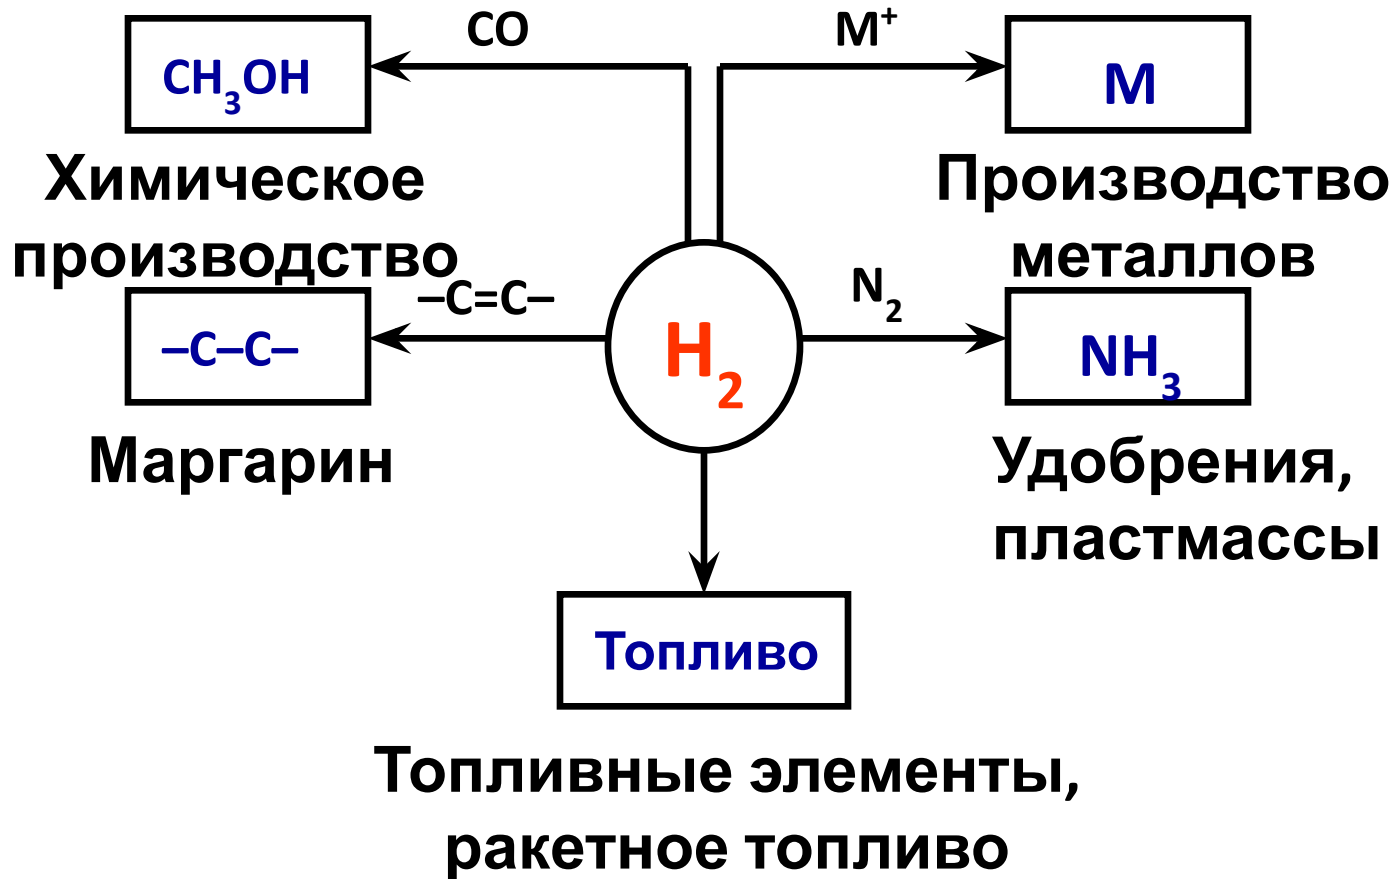 CO
M⁺
CH₃OH
M
Химическое
производство
Производство
металлов
–C=C–
N₂
–C–C–
H₂
NH₃
Маргарин
Удобрения,
пластмассы
Топливо
Топливные элементы,
ракетное топливо